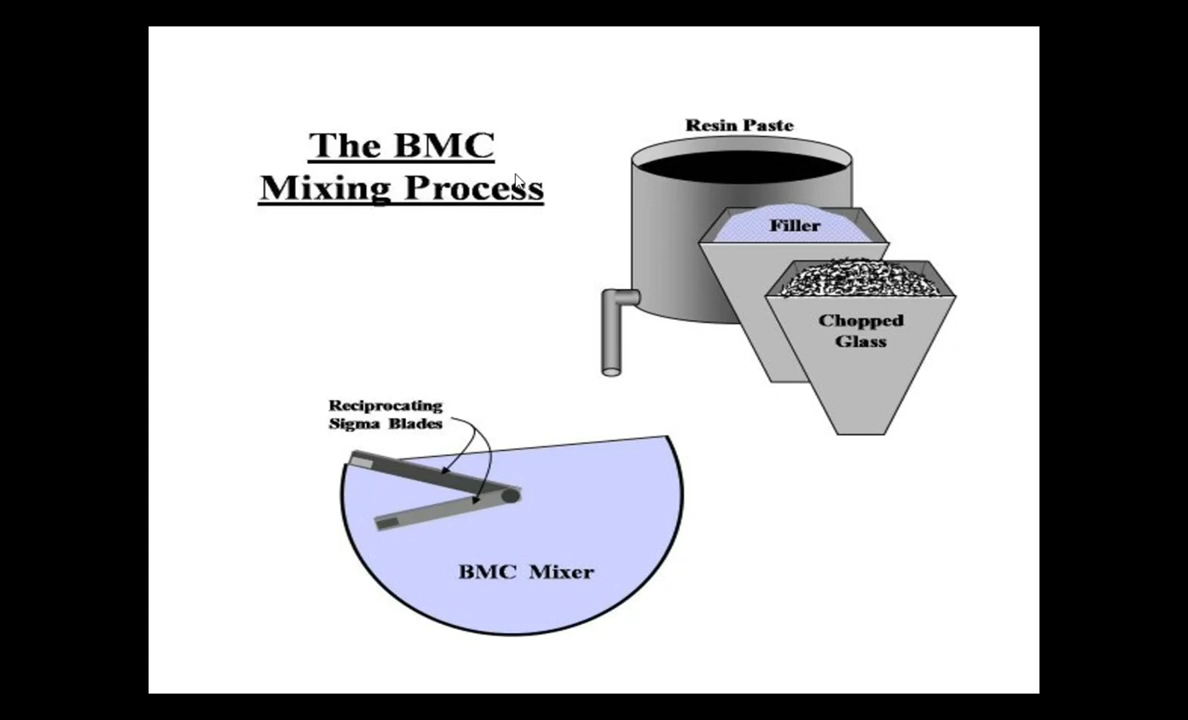 The BMC
Mixing Process
Resin Paste
Filler
Chopped
Glass
Reciprocating
Sigma Blades
BMC Mixer